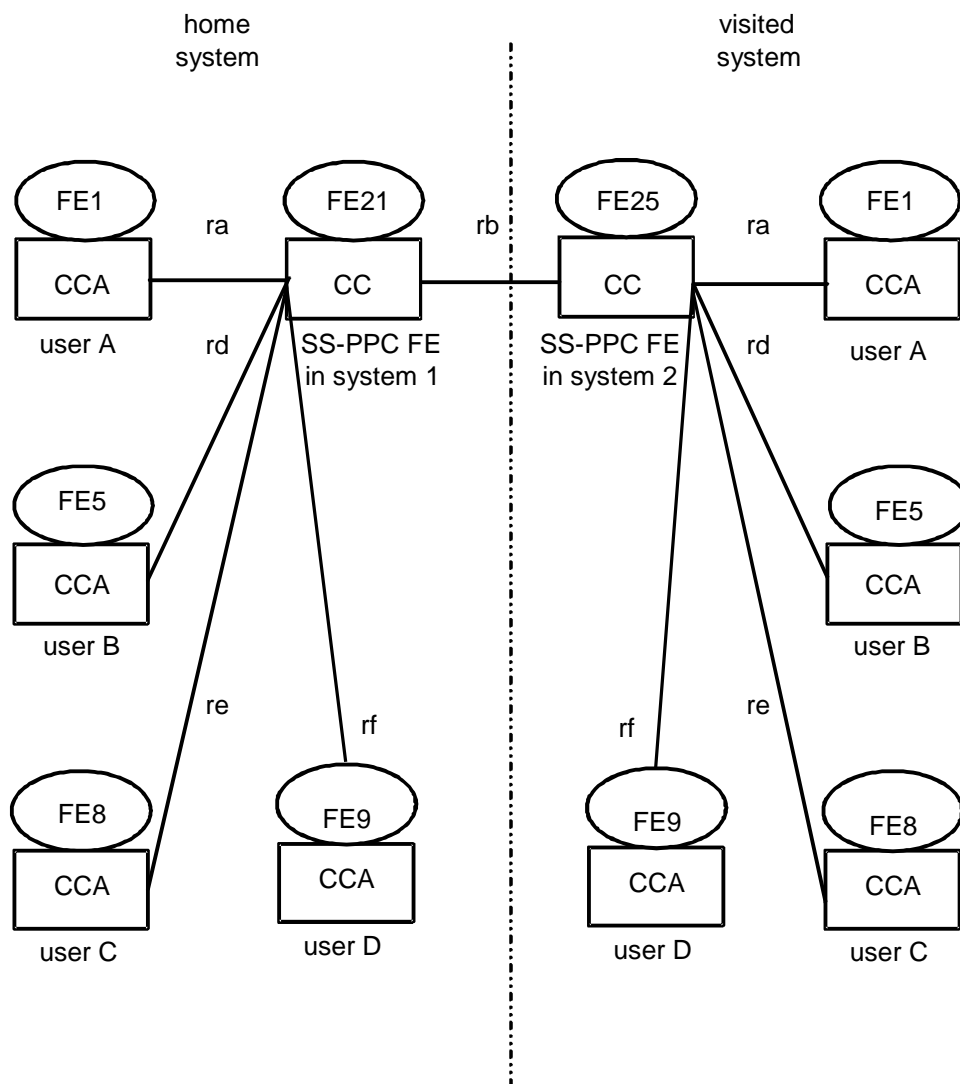 home
system
visited
system
FE1
FE21
FE25
FE1
ra
rb
ra
CCA
CC
CC
CCA
user A
rd
SS-PPC FE
in system 1
SS-PPC FE
in system 2
rd
user A
FE5
FE5
CCA
CCA
user B
user B
re
rf
rf
re
FE8
FE9
FE9
FE8
CCA
CCA
CCA
CCA
user C
user D
user D
user C